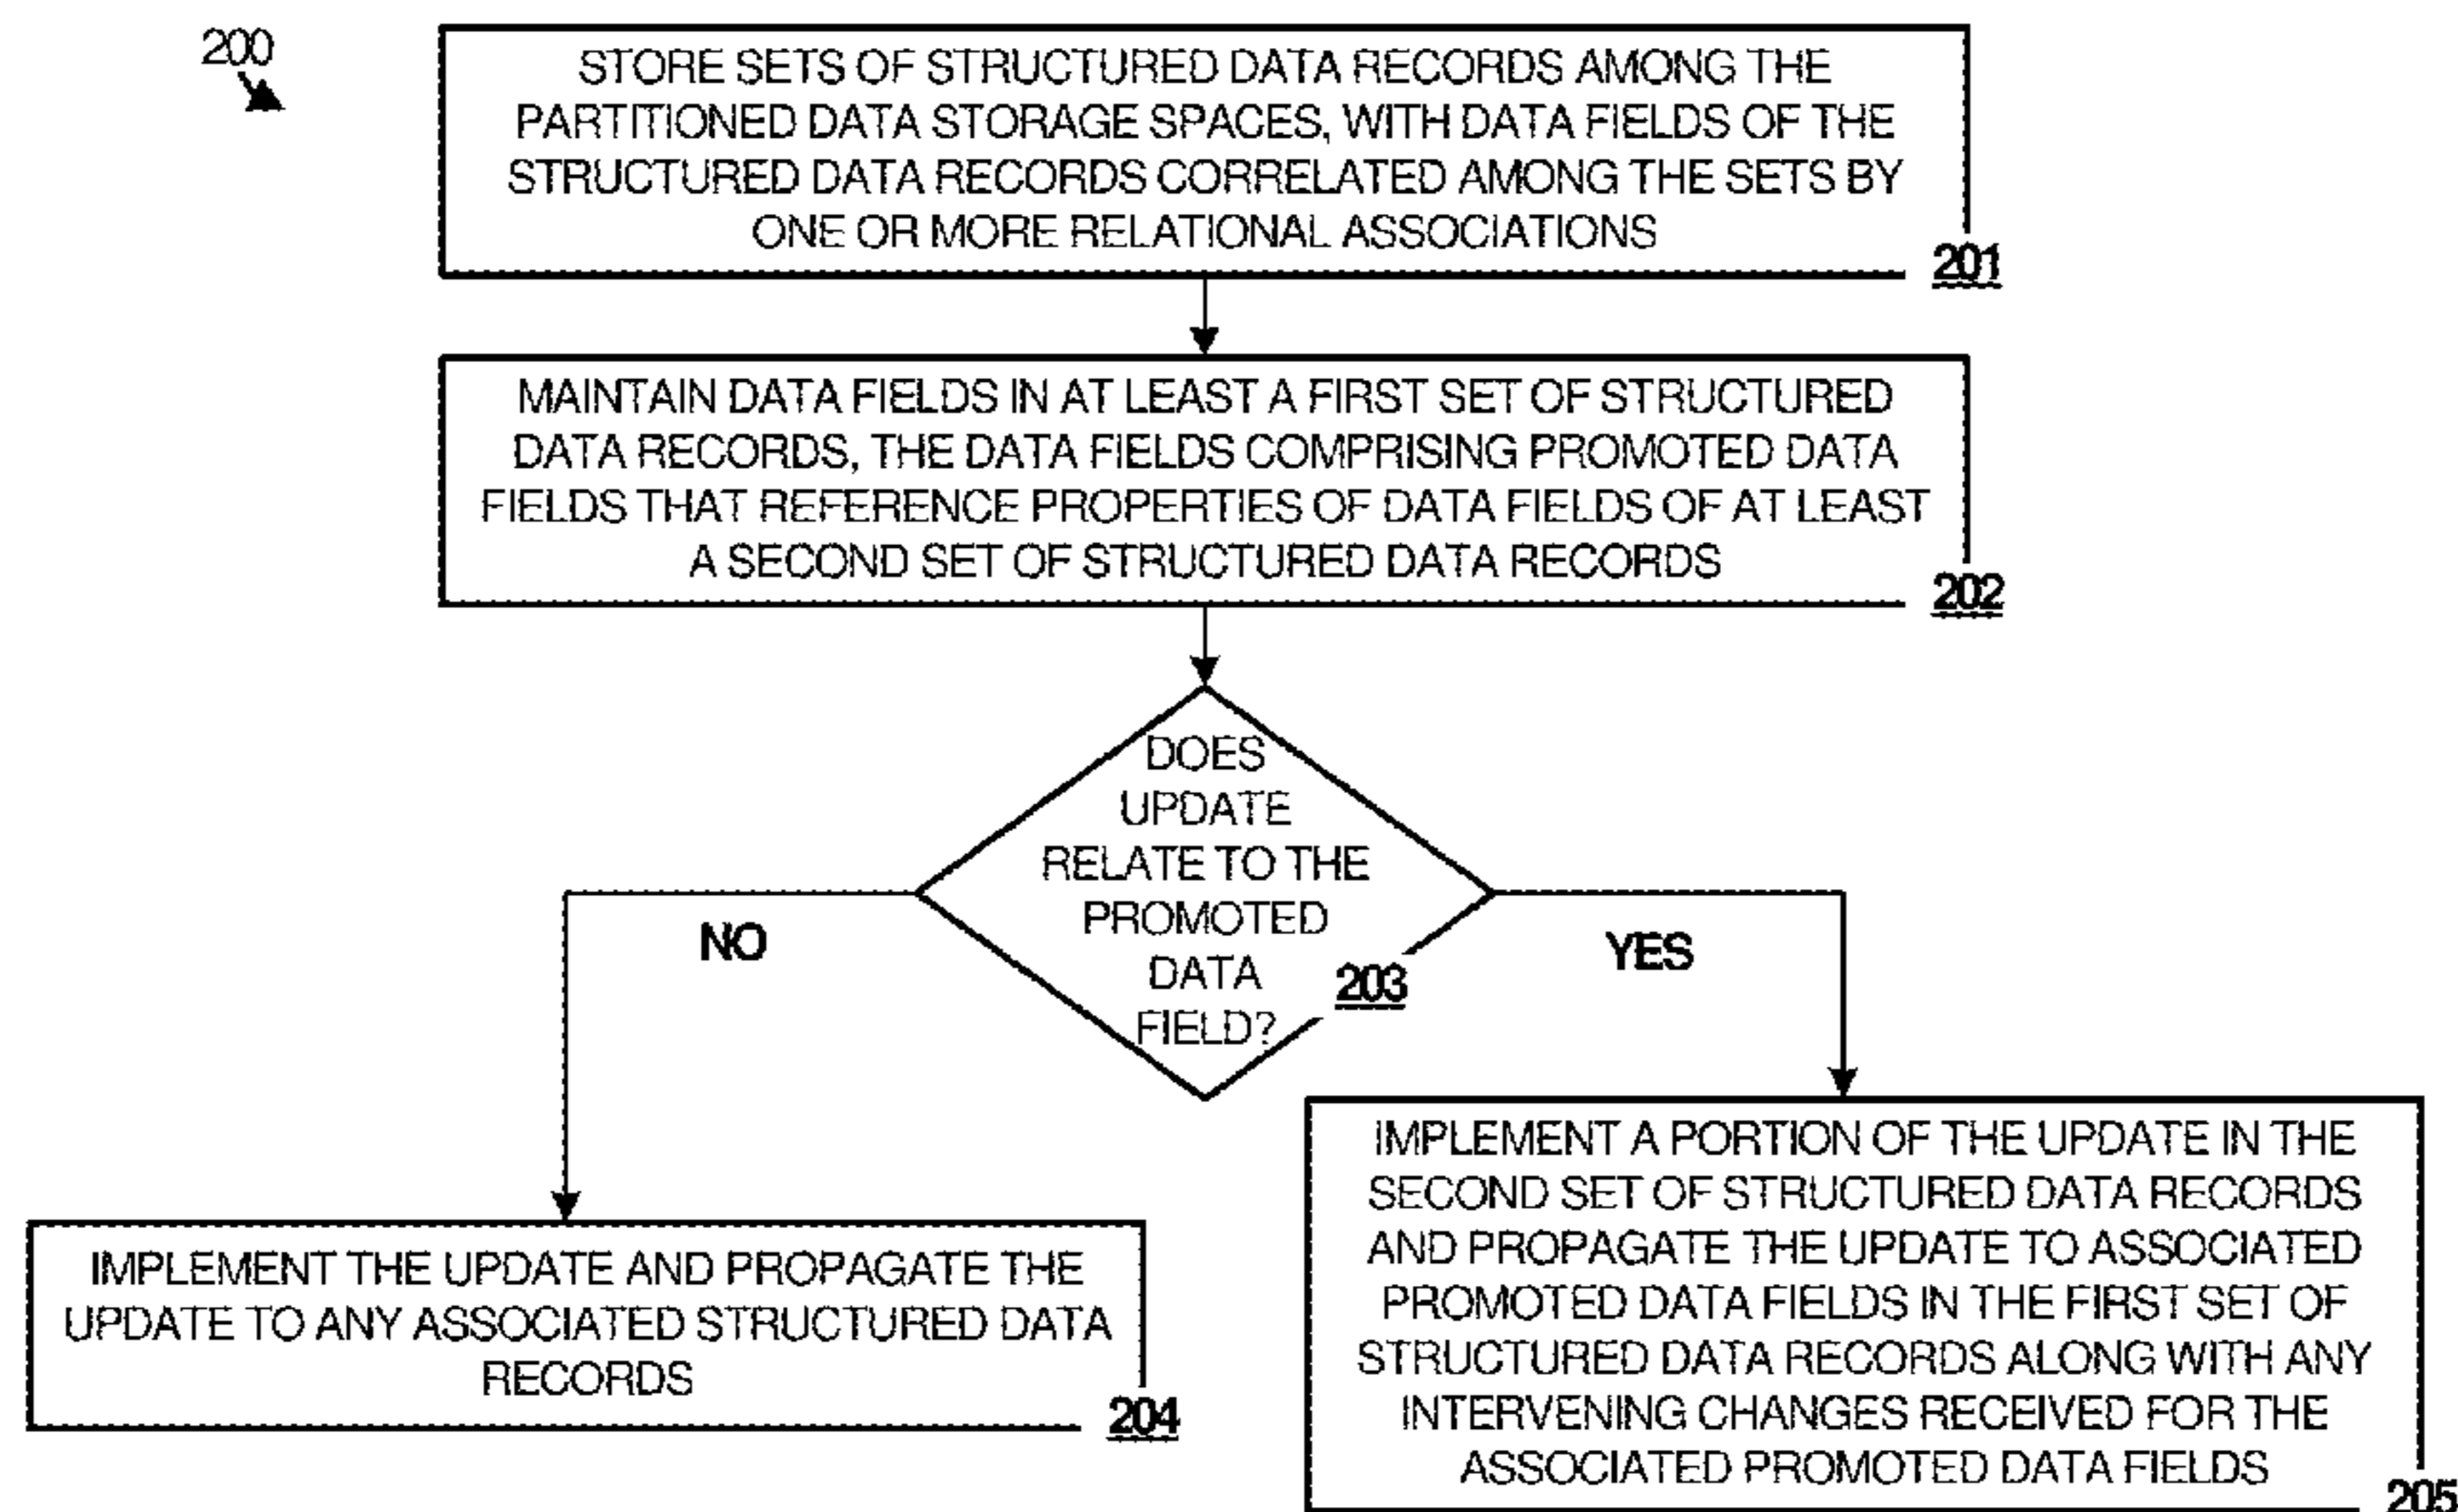 200
STORE SETS OF STRUCTURED DATA RECORDS AMONG THE
PARTITIONED DATA STORAGE SPACES, WITH DATA FIELDS OF THE
STRUCTURED DATA RECORDS CORRELATED AMONG THE SETS BY
ONE OR MORE RELATIONAL ASSOCIATIONS
201
MAINTAIN DATA FIELDS IN AT LEAST A FIRST SET OF STRUCTURED
DATA RECORDS, THE DATA FIELDS COMPRISING PROMOTED DATA
FIELDS THAT REFERENCE PROPERTIES OF DATA FIELDS OF AT LEAST
A SECOND SET OF STRUCTURED DATA RECORDS
202
DOES
UPDATE
RELATE TO THE
PROMOTED
DATA
FIELD?
203
NO
YES
IMPLEMENT THE UPDATE AND PROPAGATE THE
UPDATE TO ANY ASSOCIATED STRUCTURED DATA
RECORDS
204
IMPLEMENT A PORTION OF THE UPDATE IN THE
SECOND SET OF STRUCTURED DATA RECORDS
AND PROPAGATE THE UPDATE TO ASSOCIATED
PROMOTED DATA FIELDS IN THE FIRST SET OF
STRUCTURED DATA RECORDS ALONG WITH ANY
INTERVENING CHANGES RECEIVED FOR THE
ASSOCIATED PROMOTED DATA FIELDS
205